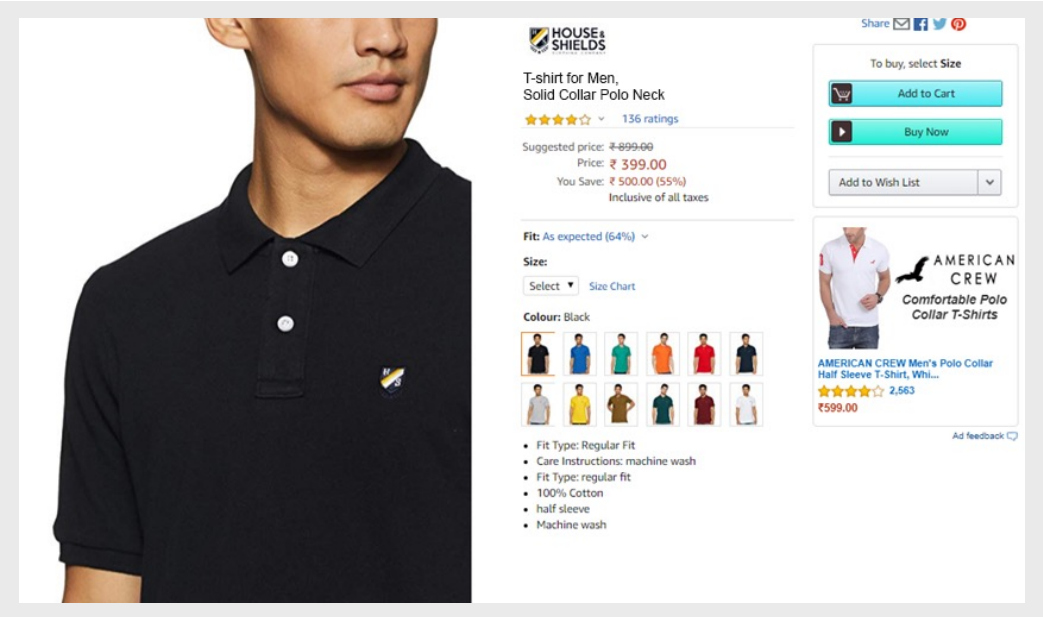 HOUSE&
SHIELDS
T-shirt for Men,
Solid Collar Polo Neck
136 ratings
Suggested price: ₹ 899.00
Price: ₹ 399.00
You Save: ₹ 500.00 (55%)
Inclusive of all taxes
Fit: As expected (64%)
Size:
Select
Size Chart
Colour: Black
• Fit Type: Regular Fit
• Care Instructions: machine wash
• Fit Type: regular fit
• 100% Cotton
• half sleeve
• Machine wash
H
S
Share
To buy, select Size
Add to Cart
Buy Now
Add to Wish List
AMERICAN
CREW
Comfortable Polo
Collar T-Shirts
AMERICAN CREW Men's Polo Collar
Half Sleeve T-Shirt, Whi...
2,563
₹599.00
Ad feedback